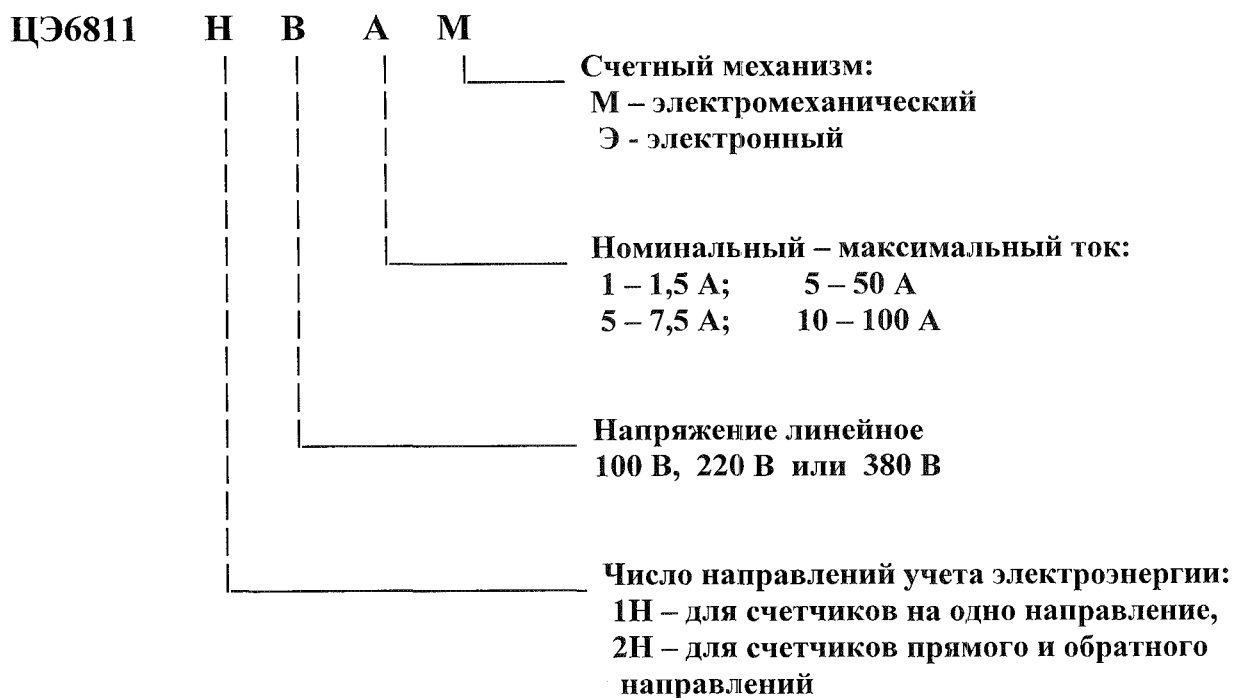 ЦЭ6811 Н В А М
Счетный механизм:
М – электромеханический
Э - электронный
Номинальный – максимальный ток:
1 – 1,5 А; 5 – 50 А
5 – 7,5 А; 10 – 100 А
Напряжение линейное
100 В, 220 В или 380 В
Число направлений учета электроэнергии:
1Н – для счетчиков на одно направление,
2Н – для счетчиков прямого и обратного
направлений